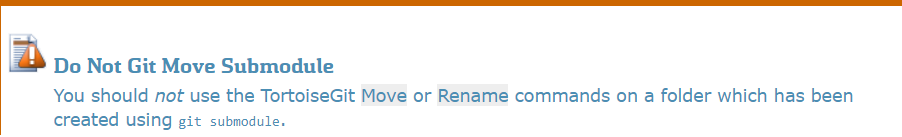 Do Not Git Move Submodule
You should not use the TortoiseGit Move or Rename commands on a folder which has been
created using git submodule.